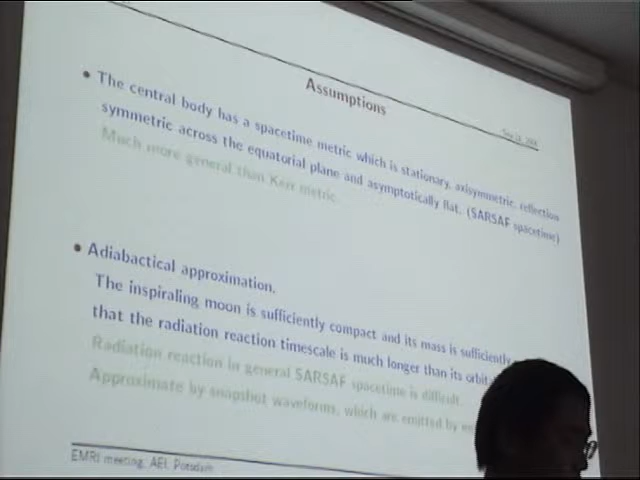 Assumptions
• The central body has a spacetime metric which is stationary, axisymmetric, reflection
symmetric across the equatorial plane and asymptotically flat. (SARSAF spacetime)
Much more general than Kerr metric.
• Adiabactical approximation.
The inspiraling moon is sufficiently compact and its mass is sufficiently
that the radiation reaction timescale is much longer than its orbit
Radiation reaction in general SARSAF spacetime is difficult.
Approximate by snapshot waveforms, which are emitted by
EMRI meeting, AEI, Potsdam